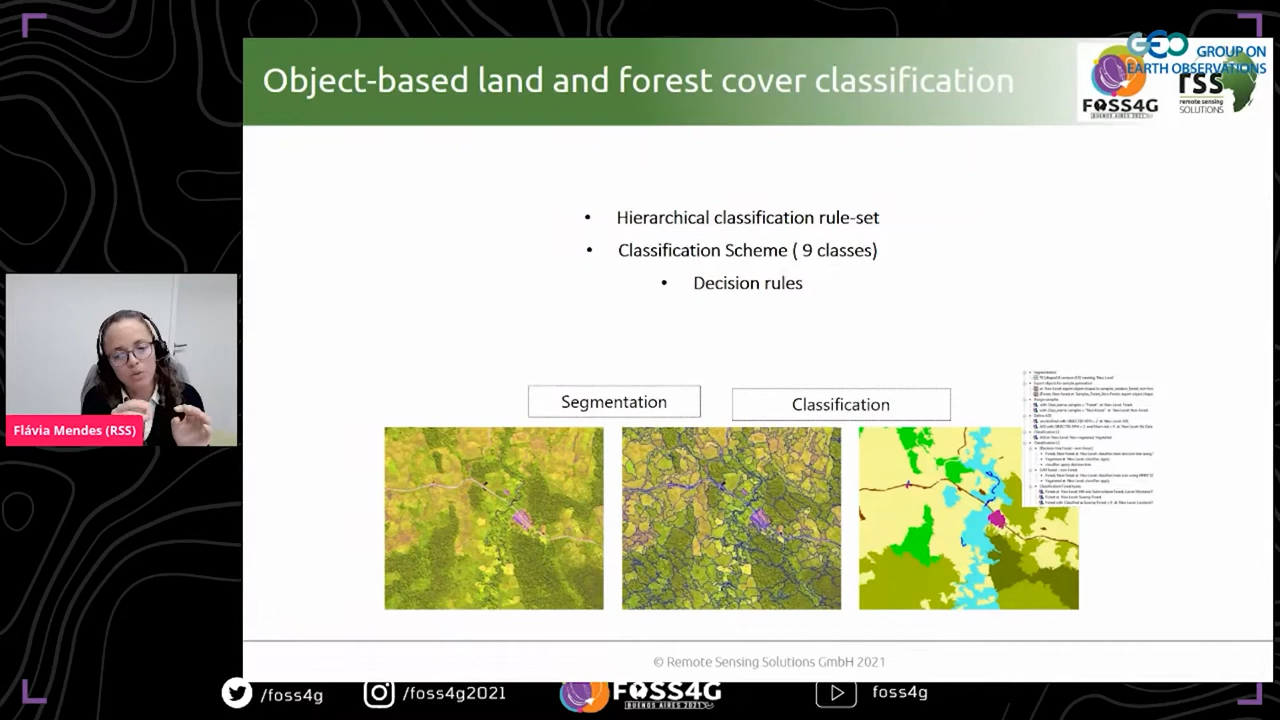 Object-based land and forest cover classification
GEO GROUP ON
EARTH OBSERVATIONS
FOSS4G
BUENOS AIRES 2021
rss
remote sensing
SOLUTIONS
• Hierarchical classification rule-set
• Classification Scheme ( 9 classes)
• Decision rules
Segmentation
Classification
Flávia Mendes (RSS)
© Remote Sensing Solutions GmbH 2021
/foss4g
/foss4g2021
FOSS4G
BUENOS AIRES 2021
foss4g